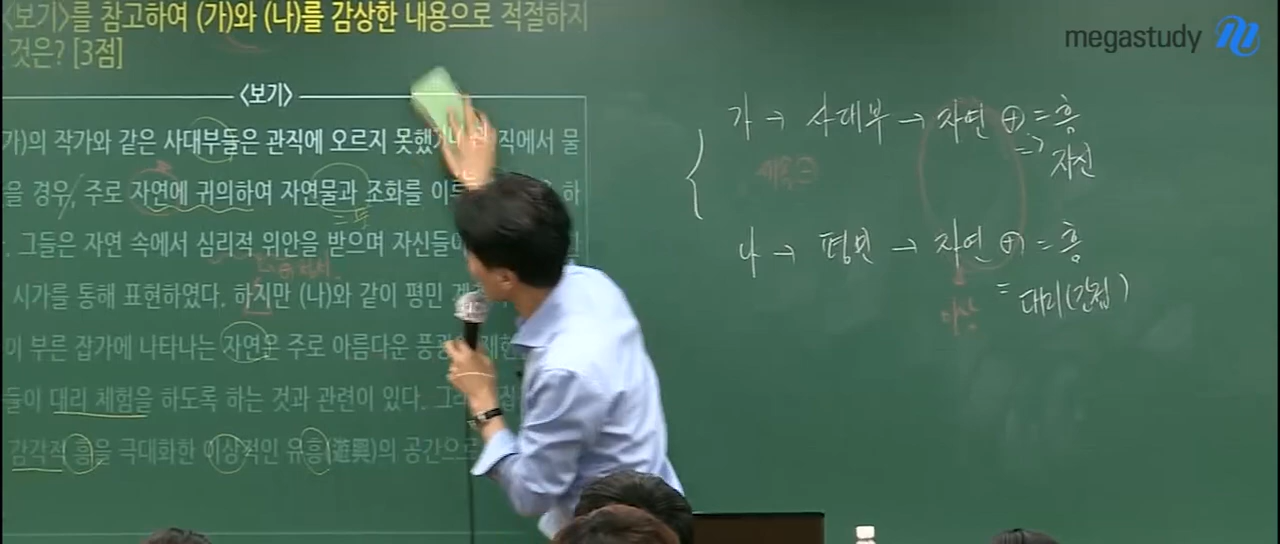 <보기>를 참고하여 (가)와 (나)를 감상한 내용으로 적절하지
것은? [3점]
megastudy
<보기>
가)의 작가와 같은 사대부들은 관직에 오르지 못했 직에서 물
을 경우, 주로 자연에 귀의하여 자연물과 조화를 이 하
. 그들은 자연 속에서 심리적 위안을 받으며 자신들
시가를 통해 표현하였다. 하지만 (나)와 같이 평민
이 부른 잡가에 나타나는 자연은 주로 아름다운
들이 대리 체험을 하도록 하는 것과 관련이 있다.
감각적 흥을 극대화한 이상적인 유흥(遊興)의 공간으로
가 → 사대부 → 자연 ⊕ = 흥
⇒ 자신
나 → 평민 → 자연 ⊕ = 흥
= 대리(간접)